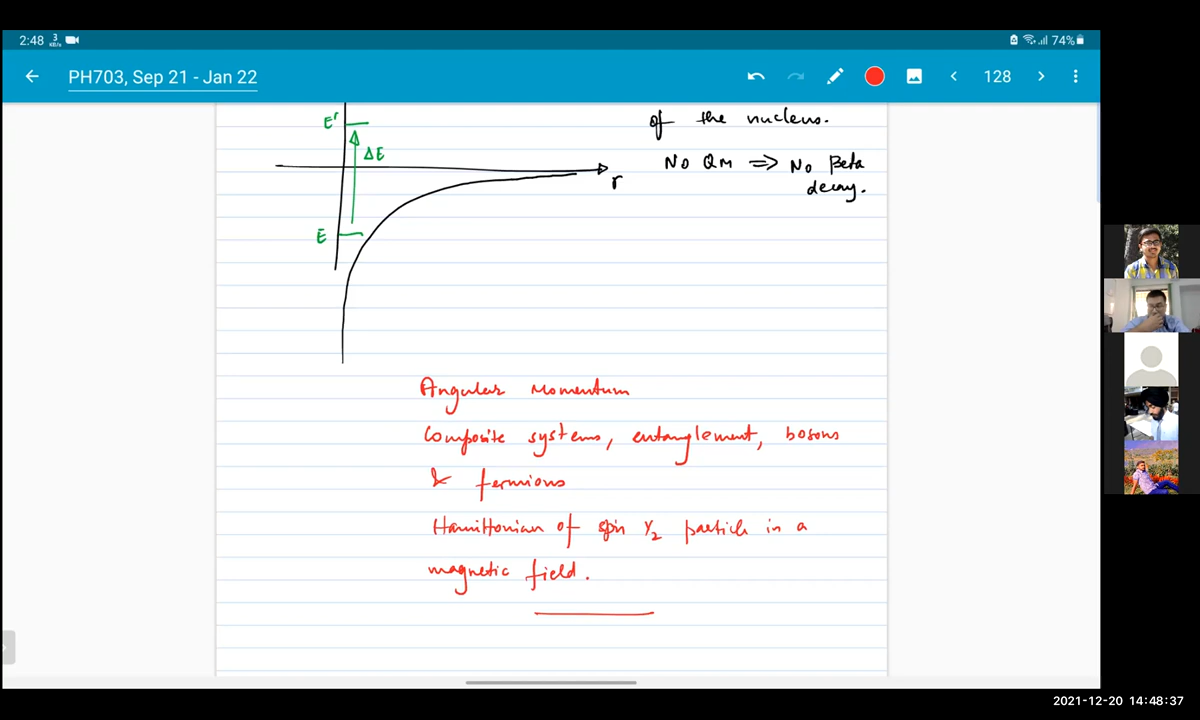 2:48 3 KB/s 74%
PH703, Sep 21 - Jan 22 128
E'
ΔE
r
E
of the nucleus.
No QM ⇒ No Beta
decay.
Angular Momentum
Composite systems, entanglement, bosons
& fermions
Hamiltonian of spin 1/2 particle in a
magnetic field.
2021-12-20 14:48:37